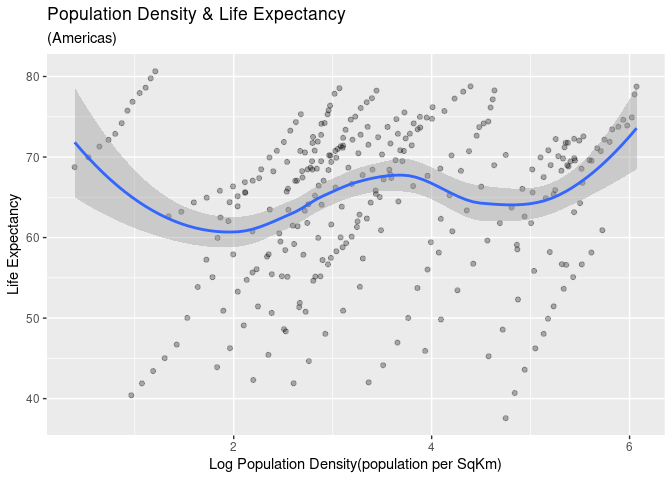 Population Density & Life Expectancy
(Americas)
80
70
60
50
40
Life Expectancy
2
4
6
Log Population Density(population per SqKm)